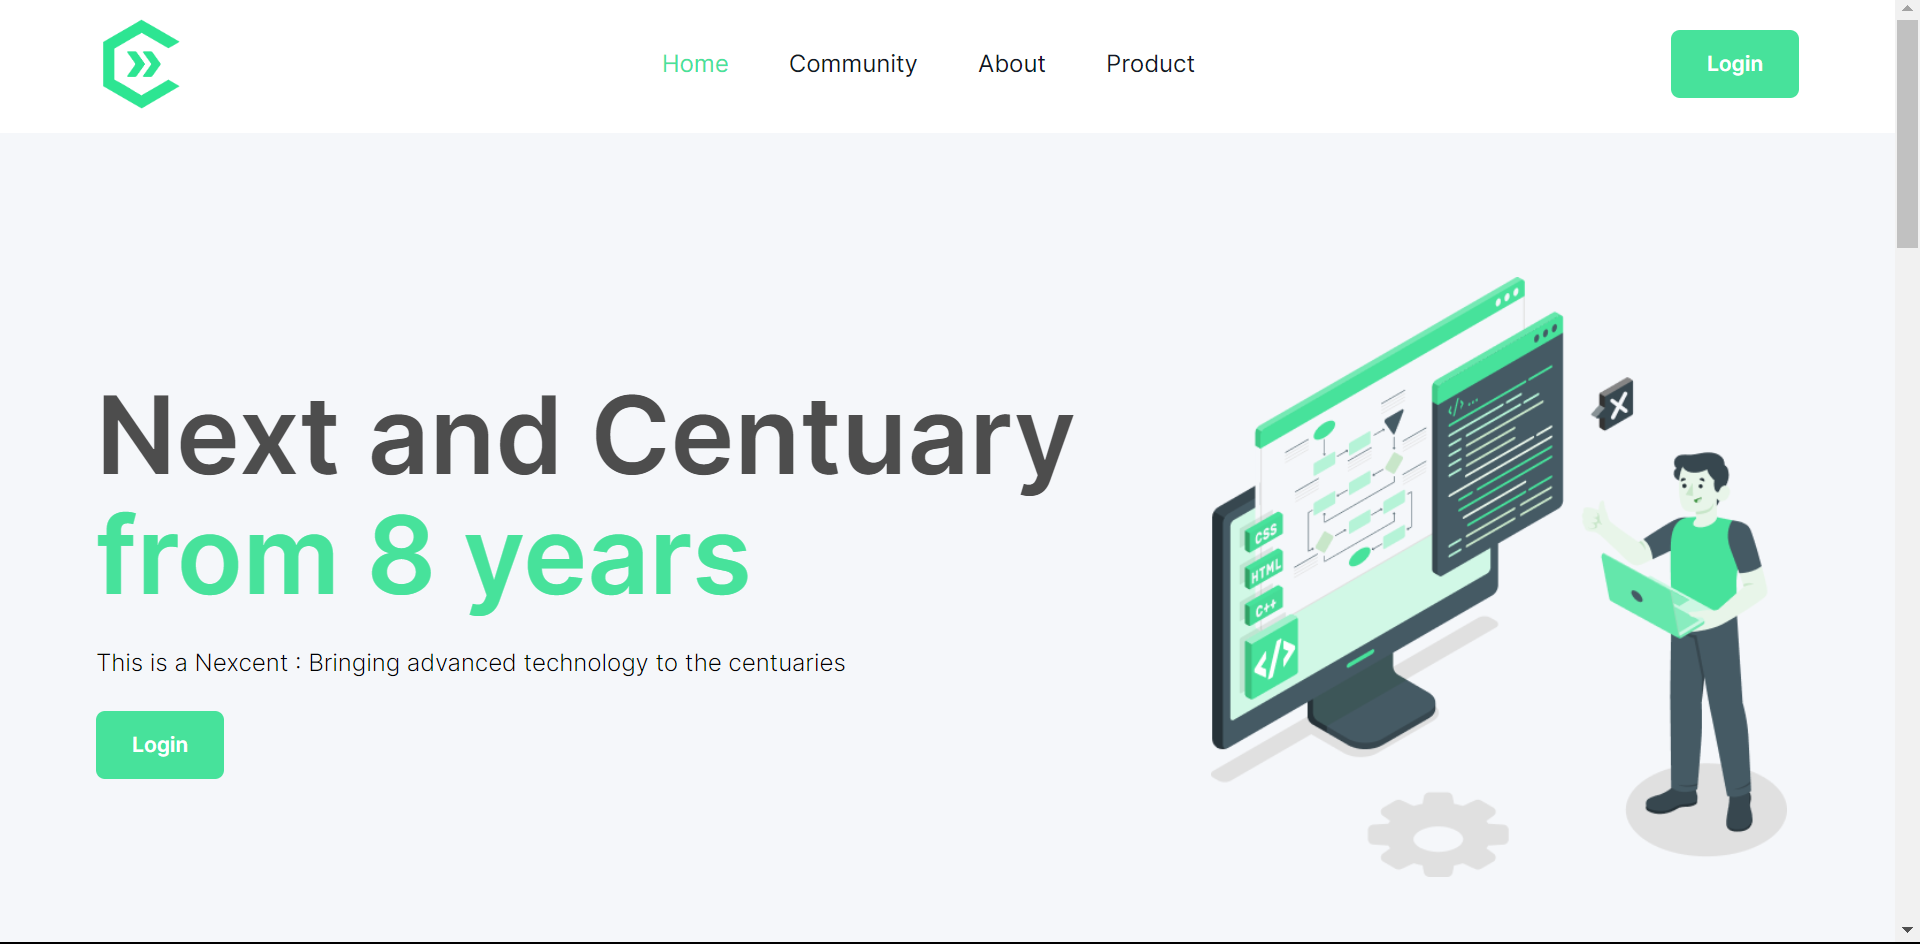 Home Community About Product Login
Next and Centuary
from 8 years
This is a Nexcent : Bringing advanced technology to the centuaries
Login
</> ...
CSS
HTML
C++
</>